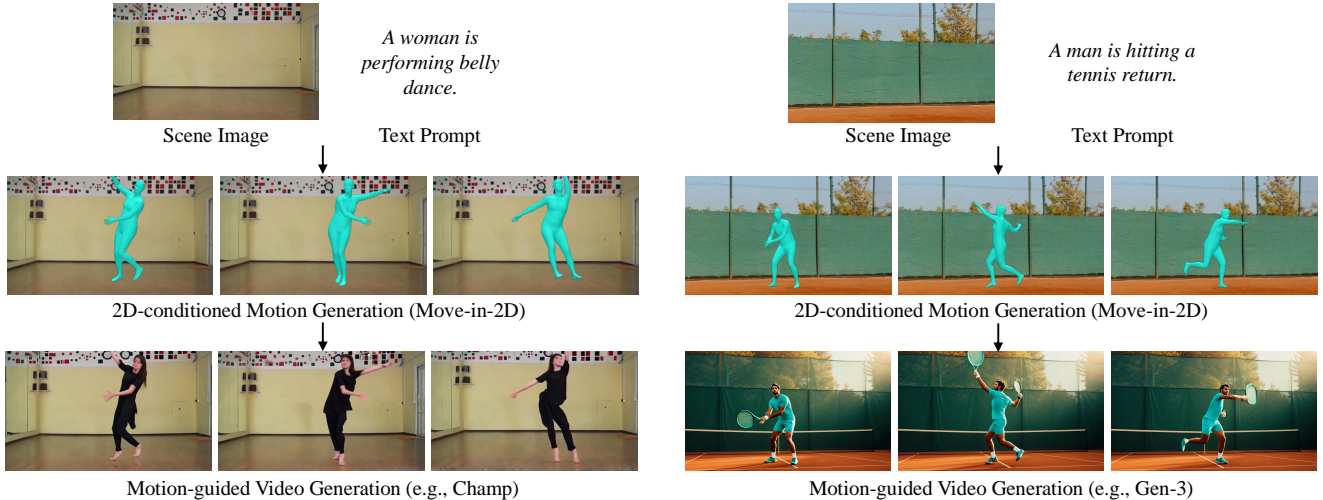 A woman is
performing belly
dance.
Scene Image
Text Prompt
2D-conditioned Motion Generation (Move-in-2D)
Motion-guided Video Generation (e.g., Champ)
A man is hitting a
tennis return.
Scene Image
Text Prompt
2D-conditioned Motion Generation (Move-in-2D)
Motion-guided Video Generation (e.g., Gen-3)